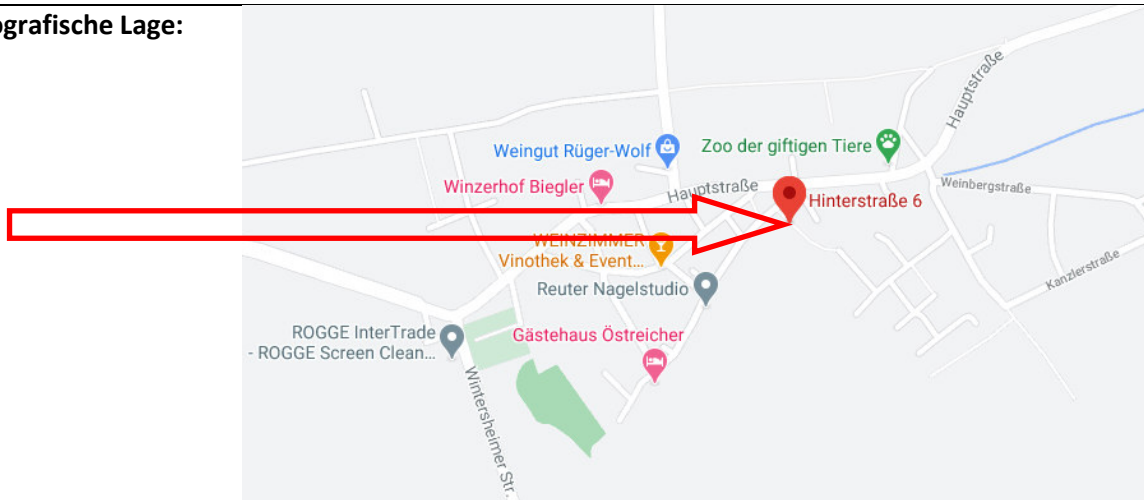 ografische Lage:
Hauptstraße
Zoo der giftigen Tiere
Weingut Rüger-Wolf
Winzerhof Biegler
Hauptstraße
Weinbergstraße
Hinterstraße 6
WEINZIMMER
Vinothek & Event...
Kanzlerstraße
Reuter Nagelstudio
ROGGE InterTrade
- ROGGE Screen Clean...
Gästehaus Östreicher
Wintersheimer Str.